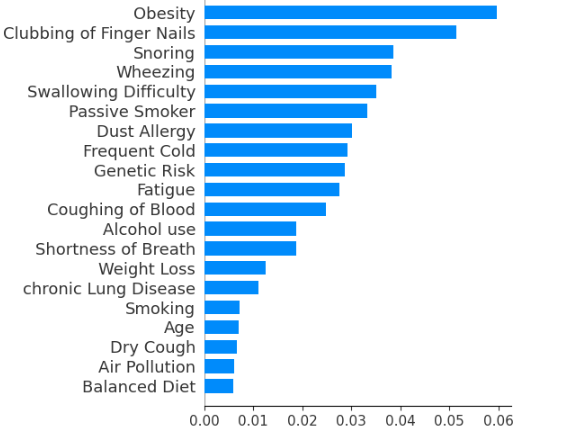 Obesity
Clubbing of Finger Nails
Snoring
Wheezing
Swallowing Difficulty
Passive Smoker
Dust Allergy
Frequent Cold
Genetic Risk
Fatigue
Coughing of Blood
Alcohol use
Shortness of Breath
Weight Loss
chronic Lung Disease
Smoking
Age
Dry Cough
Air Pollution
Balanced Diet
0.00 0.01 0.02 0.03 0.04 0.05 0.06